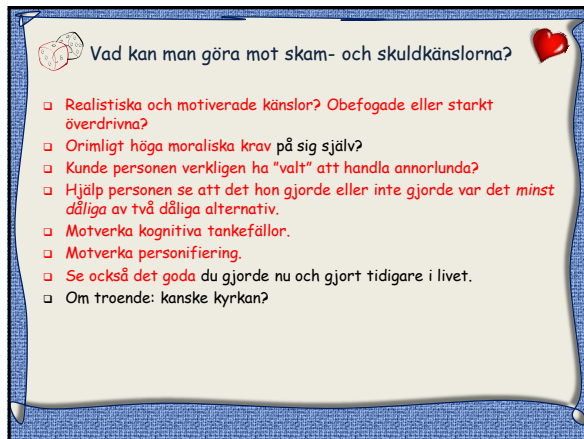 Vad kan man göra mot skam- och skuldkänslorna?
Realistiska och motiverade känslor? Obefogade eller starkt
överdrivna?
Orimligt höga moraliska krav på sig själv?
Kunde personen verkligen ha ”valt” att handla annorlunda?
Hjälp personen se att det hon gjorde eller inte gjorde var det minst
dåliga av två dåliga alternativ.
Motverka kognitiva tankefällor.
Motverka personifiering.
Se också det goda du gjorde nu och gjort tidigare i livet.
Om troende: kanske kyrkan?